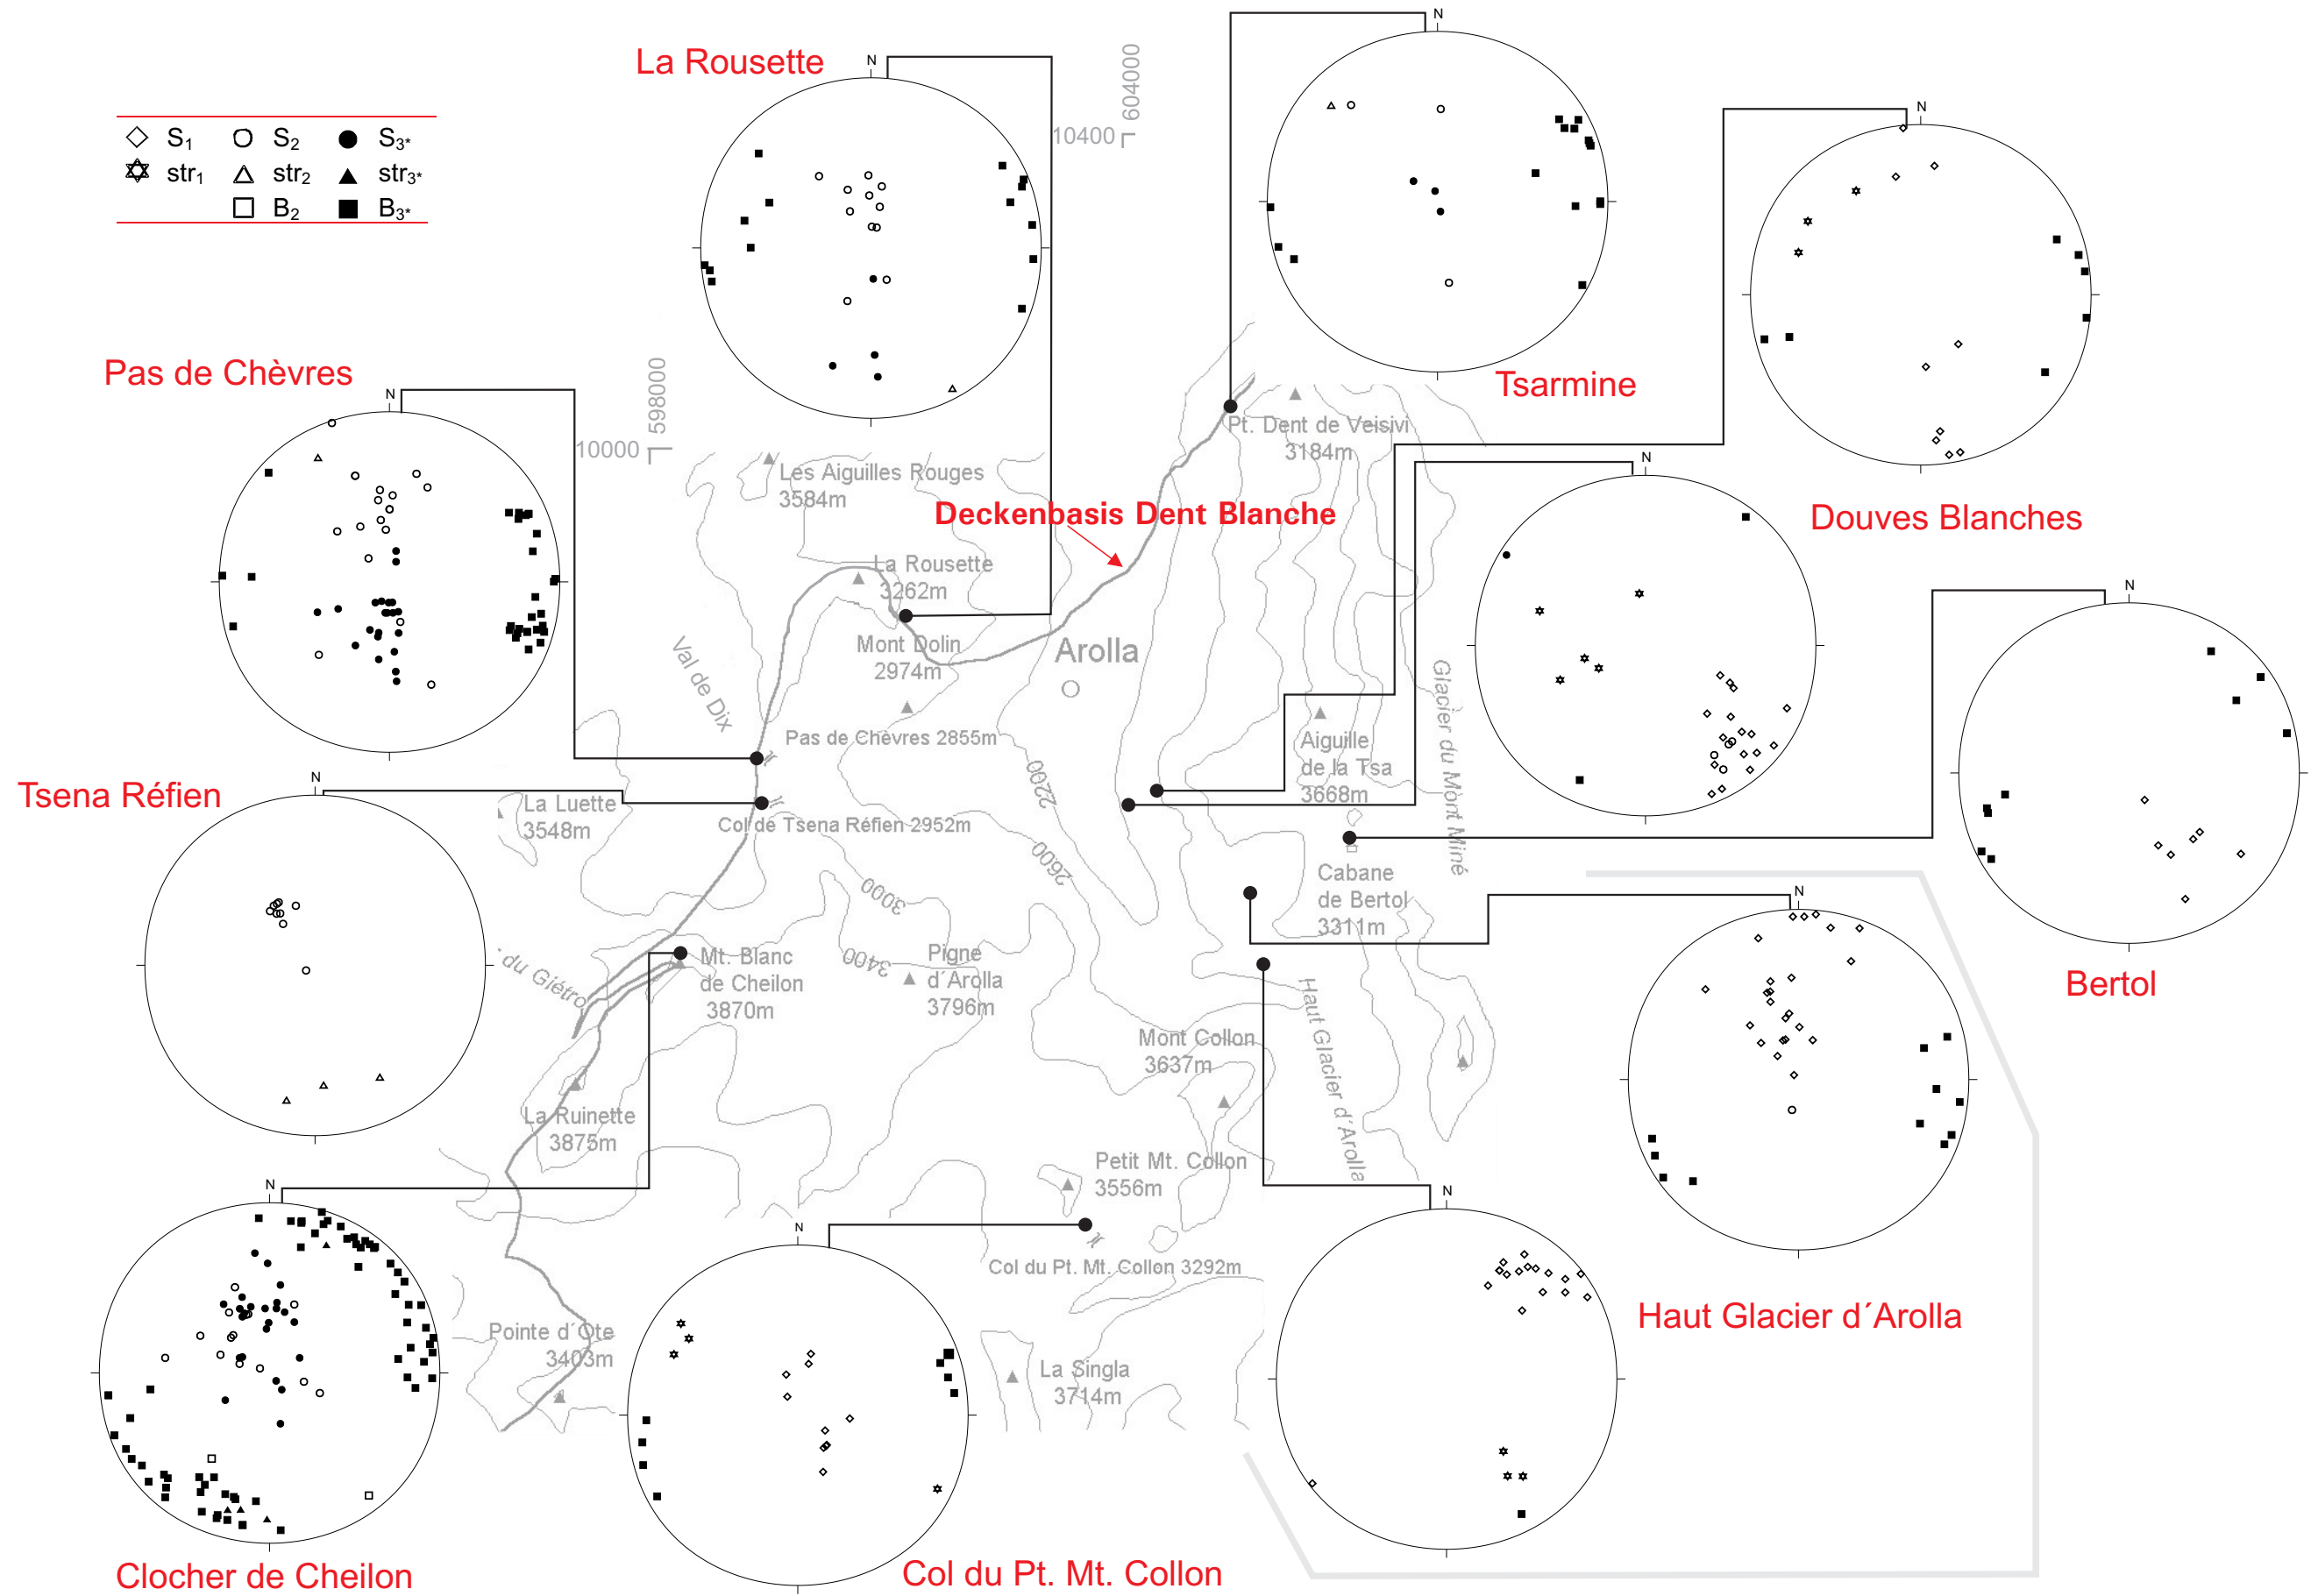 N
La Rousette
N
604000
10400
N
S1 S2 S3*
str1 str2 str3*
B2 B3*
Pas de Chèvres
N
598000
10000
Tsarmine
Pt. Dent de Veisivi
3184m
N
Les Aiguilles Rouges
3584m
Deckenbasis Dent Blanche
Douves Blanches
La Rousette
3262m
N
Val de Dix
Mont Dolin
2974m
Arolla
Glacier du Mont Miné
Pas de Chèvres 2855m
Aiguille
de la Tsa
3668m
Tsena Réfien
N
La Luette
3548m
Col de Tsena Réfien 2952m
2200
2600
3000
3400
Cabane
de Bertol
3311m
N
Bertol
du Giétro
Mt. Blanc
de Cheilon
3870m
Pigne
d´Arolla
3796m
Haut Glacier d´Arolla
Mont Collon
3637m
La Ruinette
3875m
Petit Mt. Collon
3556m
N
N
N
Col du Pt. Mt. Collon 3292m
Haut Glacier d´Arolla
Pointe d´Ote
3403m
La Singla
3714m
Clocher de Cheilon
Col du Pt. Mt. Collon